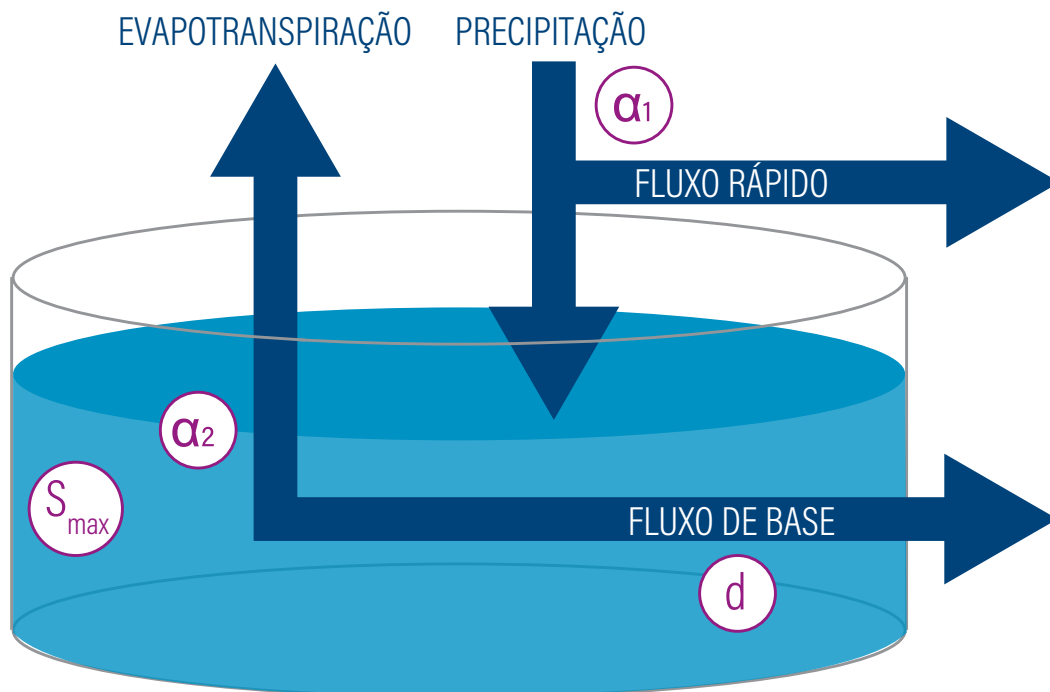 EVAPOTRANSPIRAÇÃO
PRECIPITAÇÃO
α1
FLUXO RÁPIDO
α2
Smax
FLUXO DE BASE
d